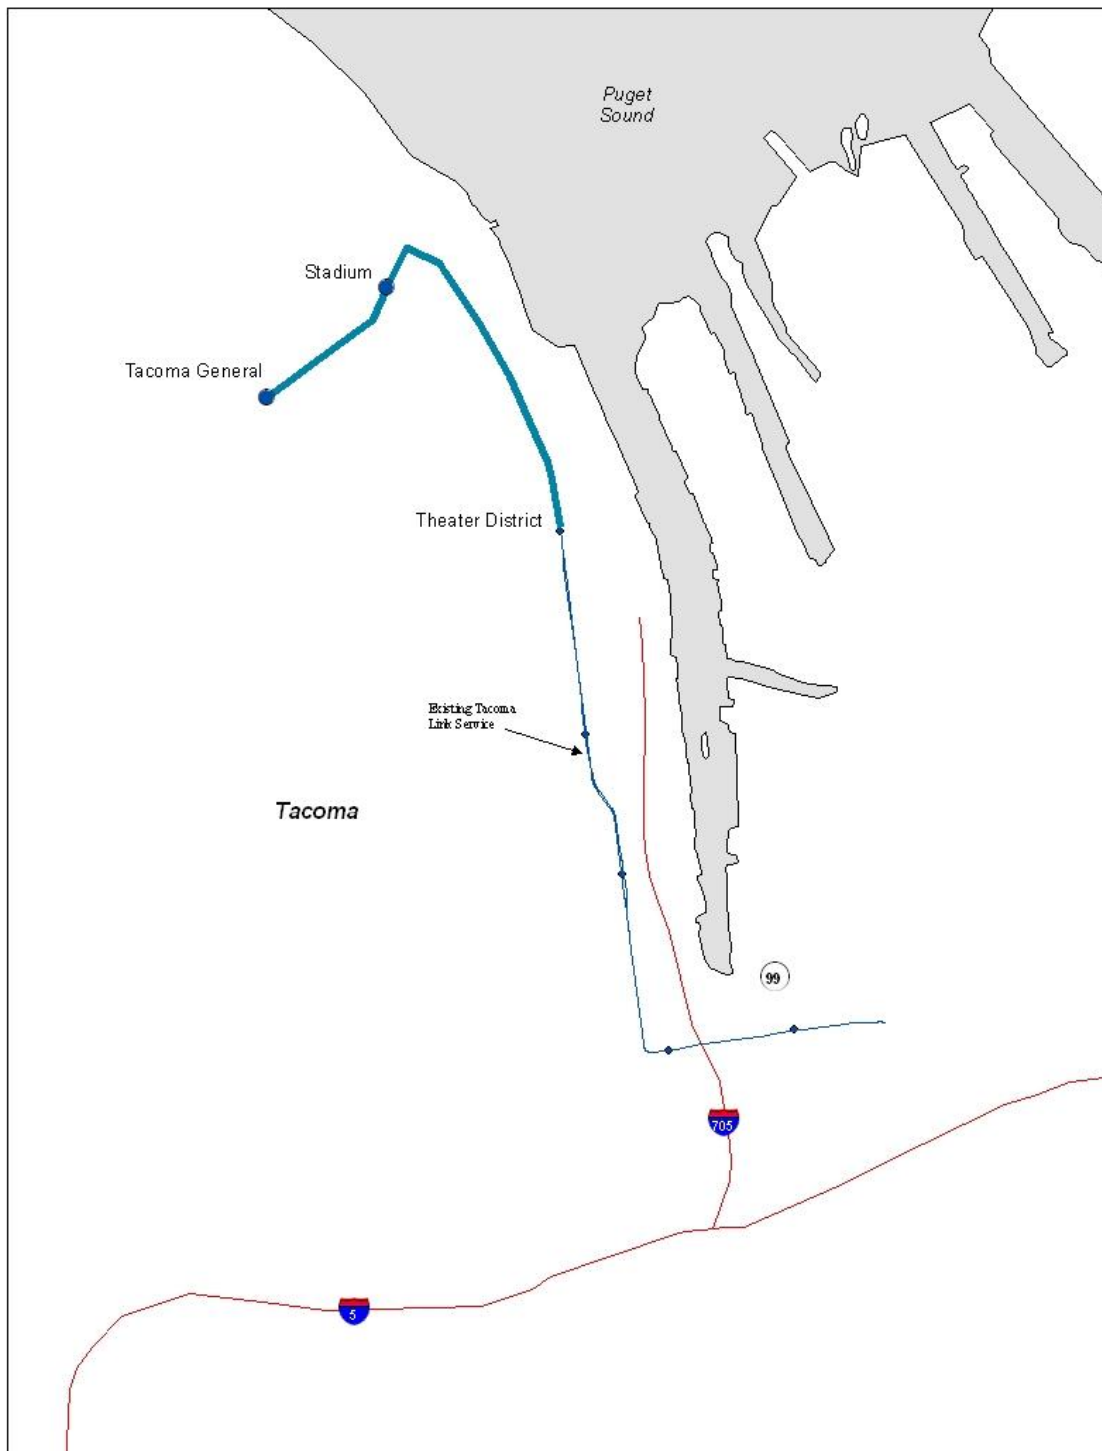 Puget
Sound
Stadium
Tacoma General
Theater District
Existing Tacoma
Link Service
Tacoma
99
705
5